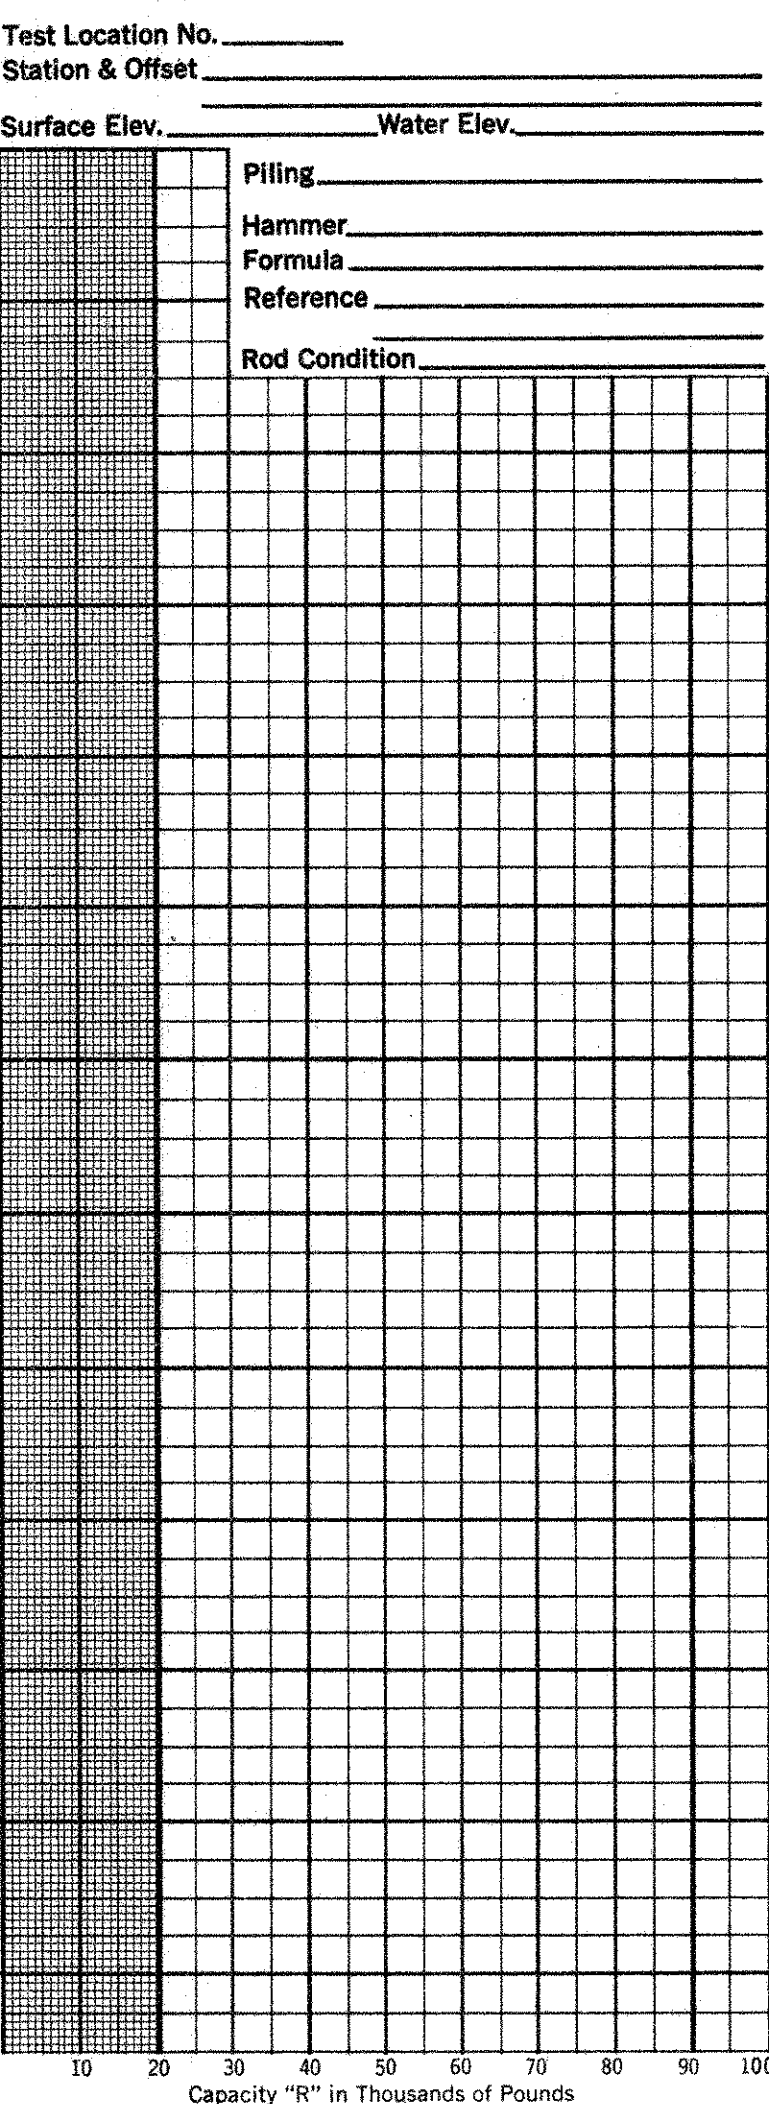 Test Location No.
Station & Offset
Surface Elev. Water Elev.
Piling
Hammer
Formula
Reference
Rod Condition
10 20 30 40 50 60 70 80 90 100
Capacity "R" in Thousands of Pounds